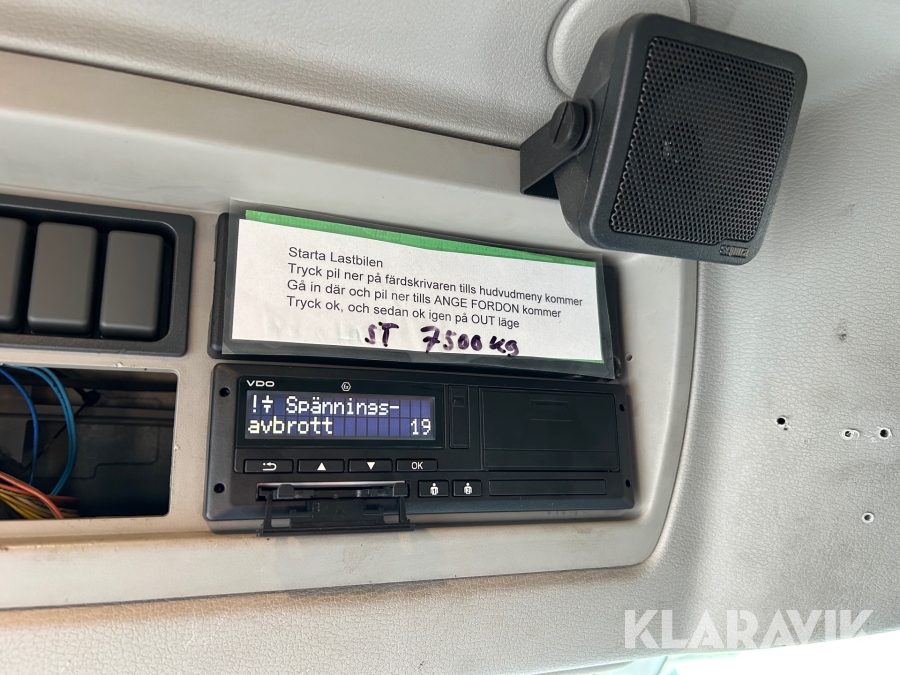 Starta Lastbilen
Tryck pil ner på färdskrivaren tills hudvudmeny kommer
Gå in där och pil ner tills ANGE FORDON kommer
Tryck ok, och sedan ok igen på OUT läge
ST 7500 KG
VDO
! Spännings-
avbrott 19
OK
KLARAVIK